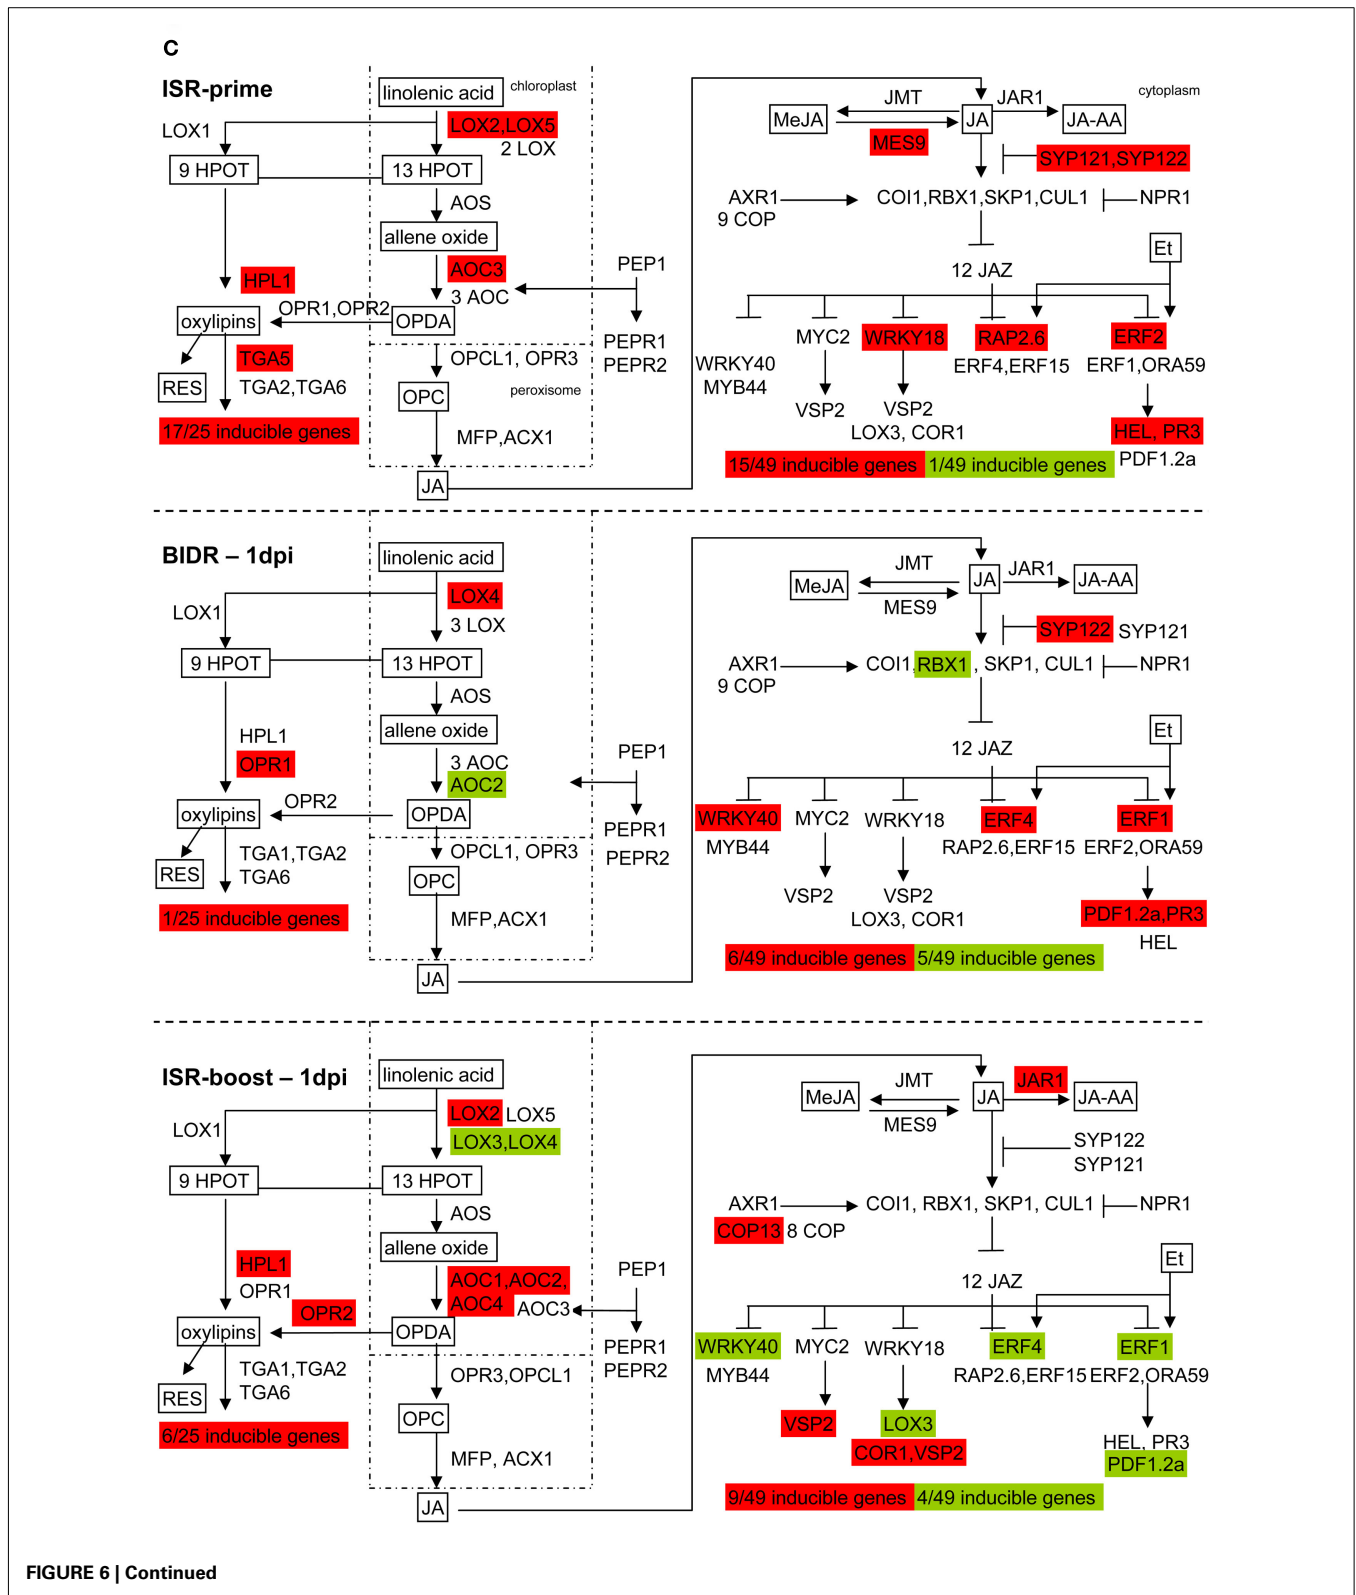 C
ISR-prime
linolenic acid
chloroplast
LOX1
LOX2,LOX5
2 LOX
9 HPOT
13 HPOT
AOS
allene oxide
HPL1
AOC3
3 AOC
PEP1
OPR1,OPR2
oxylipins
OPDA
PEPR1
PEPR2
TGA5
TGA2,TGA6
RES
OPCL1, OPR3
OPC
peroxisome
17/25 inducible genes
MFP,ACX1
JA
cytoplasm
JMT
JAR1
MeJA
JA
JA-AA
MES9
SYP121,SYP122
AXR1
9 COP
COI1,RBX1,SKP1,CUL1
NPR1
Et
12 JAZ
MYC2
WRKY18
RAP2.6
ERF2
WRKY40
MYB44
ERF4,ERF15
ERF1,ORA59
VSP2
VSP2
LOX3, COR1
HEL, PR3
PDF1.2a
15/49 inducible genes
1/49 inducible genes
BIDR – 1dpi
linolenic acid
LOX1
LOX4
3 LOX
9 HPOT
13 HPOT
AOS
allene oxide
HPL1
OPR1
3 AOC
AOC2
PEP1
OPR2
oxylipins
OPDA
PEPR1
PEPR2
TGA1,TGA2
TGA6
RES
OPCL1, OPR3
OPC
1/25 inducible genes
MFP,ACX1
JA
JMT
JAR1
MeJA
JA
JA-AA
MES9
SYP122
SYP121
AXR1
9 COP
COI1,RBX1 , SKP1, CUL1
NPR1
Et
12 JAZ
WRKY40
MYB44
MYC2
WRKY18
ERF4
RAP2.6,ERF15
ERF1
ERF2,ORA59
VSP2
VSP2
LOX3, COR1
PDF1.2a,PR3
HEL
6/49 inducible genes
5/49 inducible genes
ISR-boost – 1dpi
linolenic acid
LOX1
LOX2 LOX5
LOX3,LOX4
9 HPOT
13 HPOT
AOS
allene oxide
HPL1
OPR1
AOC1,AOC2,
AOC4 AOC3
PEP1
OPR2
oxylipins
OPDA
PEPR1
PEPR2
TGA1,TGA2
TGA6
RES
OPR3,OPCL1
OPC
6/25 inducible genes
MFP, ACX1
JA
JMT
JAR1
MeJA
JA
JA-AA
MES9
SYP122
SYP121
AXR1
COP13 8 COP
COI1, RBX1, SKP1, CUL1
NPR1
Et
12 JAZ
WRKY40
MYB44
MYC2
WRKY18
ERF4
RAP2.6,ERF15
ERF1
ERF2,ORA59
VSP2
LOX3
COR1,VSP2
HEL, PR3
PDF1.2a
9/49 inducible genes
4/49 inducible genes
FIGURE 6 | Continued